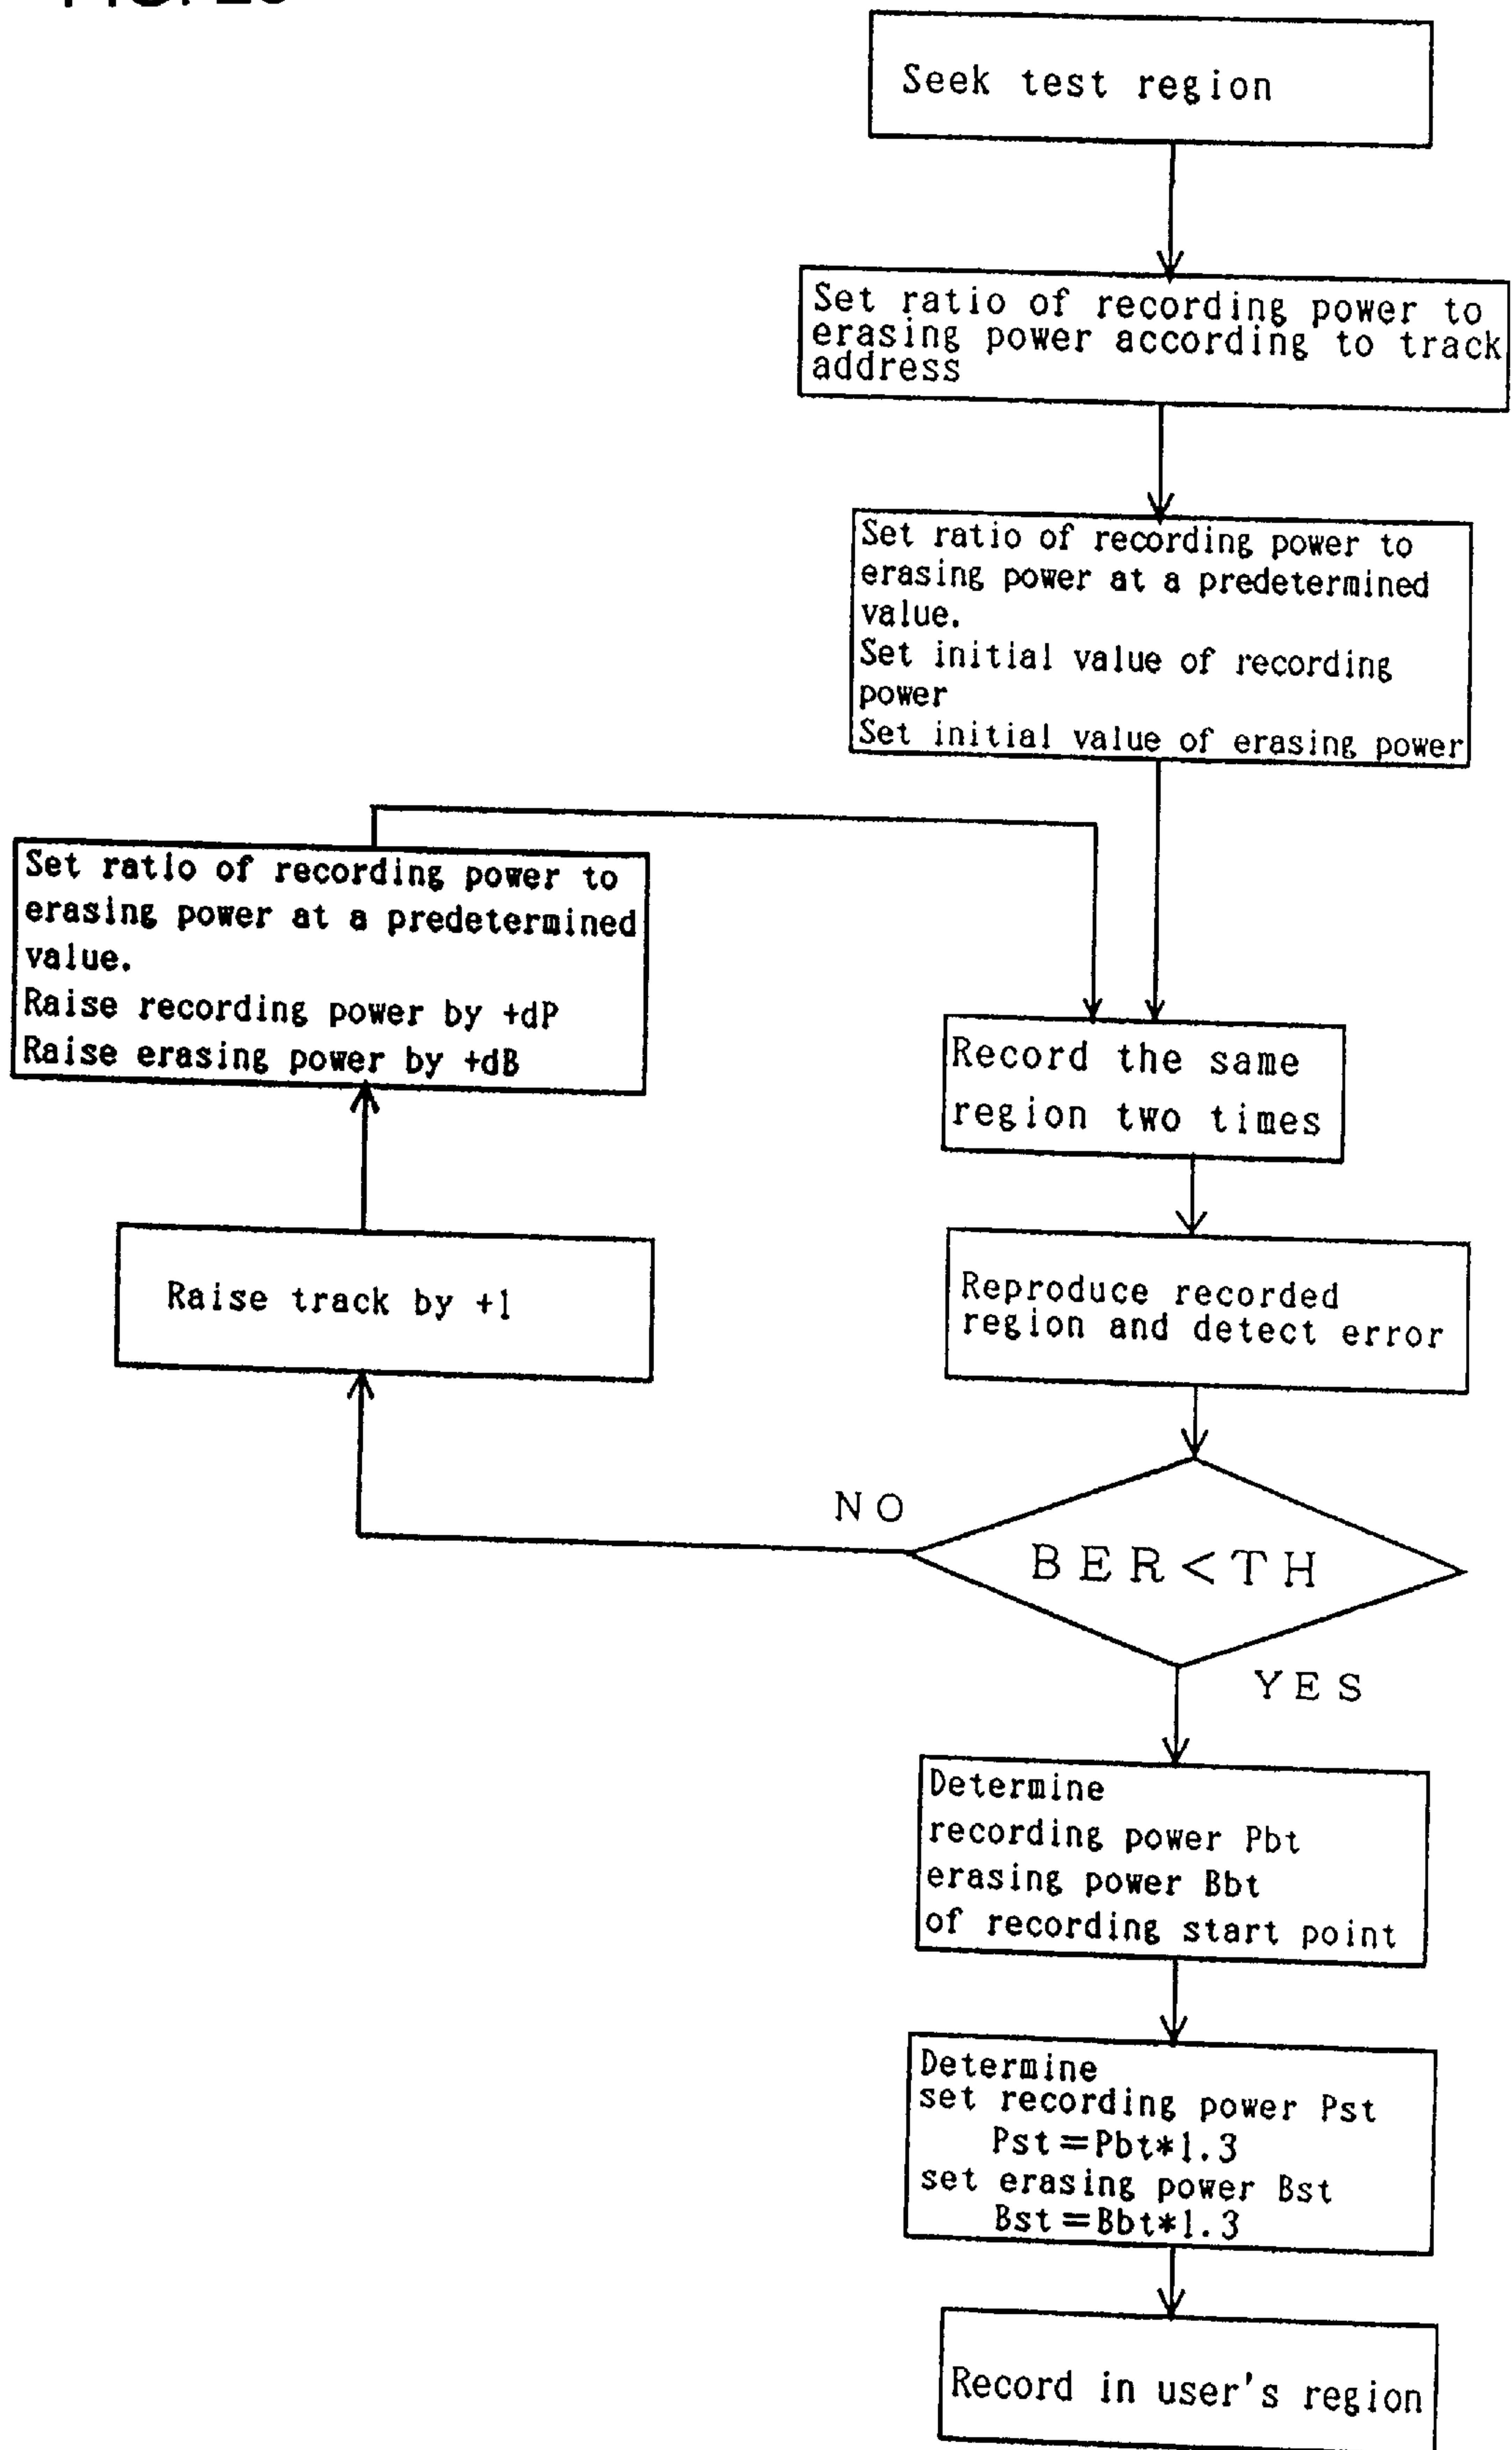 Seek test region
Set ratio of recording power to
erasing power according to track
address
Set ratio of recording power to
erasing power at a predetermined
value.
Set initial value of recording
power
Set initial value of erasing power
Set ratio of recording power to
erasing power at a predetermined
value.
Raise recording power by +dP
Raise erasing power by +dB
Record the same
region two times
Raise track by +1
Reproduce recorded
region and detect error
NO
BER<TH
YES
Determine
recording power Pbt
erasing power Bbt
of recording start point
Determine
set recording power Pst
Pst=Pbt*1.3
set erasing power Bst
Bst=Bbt*1.3
Record in user's region